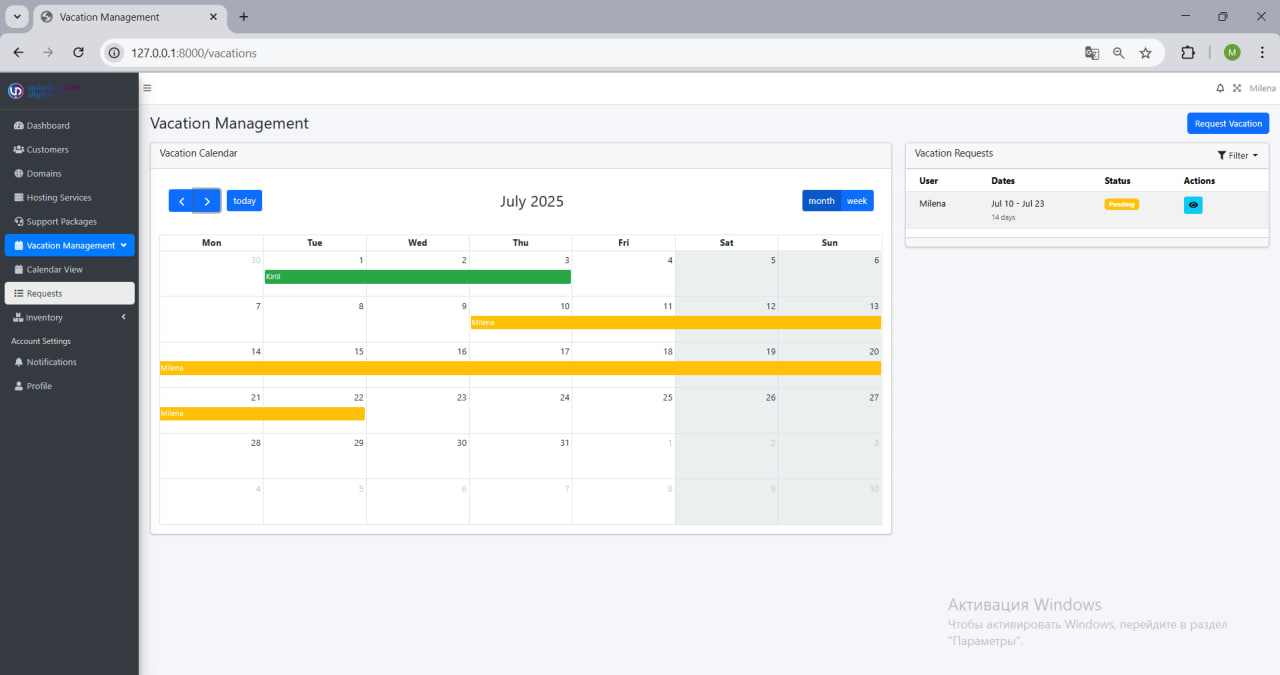 Vacation Management
127.0.0.1:8000/vacations
M
Milena
Dashboard
Customers
Domains
Hosting Services
Support Packages
Vacation Management
Calendar View
Requests
Inventory
Account Settings
Notifications
Profile
Vacation Management
Request Vacation
Vacation Calendar
today
July 2025
month week
Mon Tue Wed Thu Fri Sat Sun
30 1 2 3 4 5 6
Kirill
7 8 9 10 11 12 13
Milena
14 15 16 17 18 19 20
Milena
21 22 23 24 25 26 27
Milena
28 29 30 31 1 2 3
4 5 6 7 8 9 10
Vacation Requests
Filter
User Dates Status Actions
Milena Jul 10 - Jul 23 Pending
14 days
Активация Windows
Чтобы активировать Windows, перейдите в раздел
"Параметры".